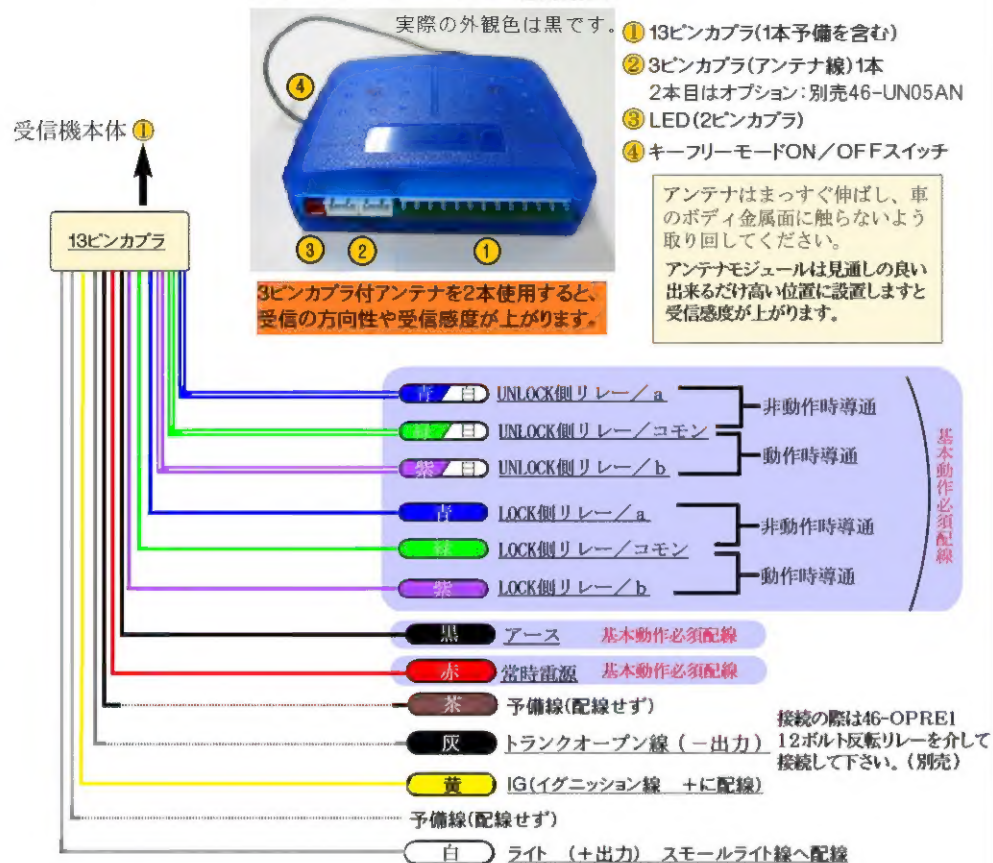 実際の外観色は黒です。
① 13ピンカプラ(1本予備を含む)
② 3ピンカプラ(アンテナ線)1本
2本目はオプション:別売46-UN05AN
③ LED(2ピンカプラ)
④ キーフリーモードON/OFFスイッチ
④
受信機本体 ①
③ ② ①
アンテナはまっすぐ伸ばし、車
のボディ金属面に触らないよう
取り回してください。
アンテナモジュールは見通しの良い
出来るだけ高い位置に設置しますと
受信感度が上がります。
13ピンカプラ
3ピンカプラ付アンテナを2本使用すると、
受信の方向性や受信感度が上がります。
青/白 UNLOCK側リレー/a
非動作時導通
緑/白 UNLOCK側リレー/コモン
動作時導通
紫/白 UNLOCK側リレー/b
青 LOCK側リレー/a
非動作時導通
緑 LOCK側リレー/コモン
動作時導通
紫 LOCK側リレー/b
基本動作必須配線
黒 アース 基本動作必須配線
赤 常時電源 基本動作必須配線
茶 予備線(配線せず)
灰 トランクオープン線(-出力)
接続の際は46-OPRE1
12ボルト反転リレーを介して
接続して下さい。(別売)
黄 IG(イグニッション線 +に配線)
予備線(配線せず)
白 ライト (+出力) スモールライト線へ配線